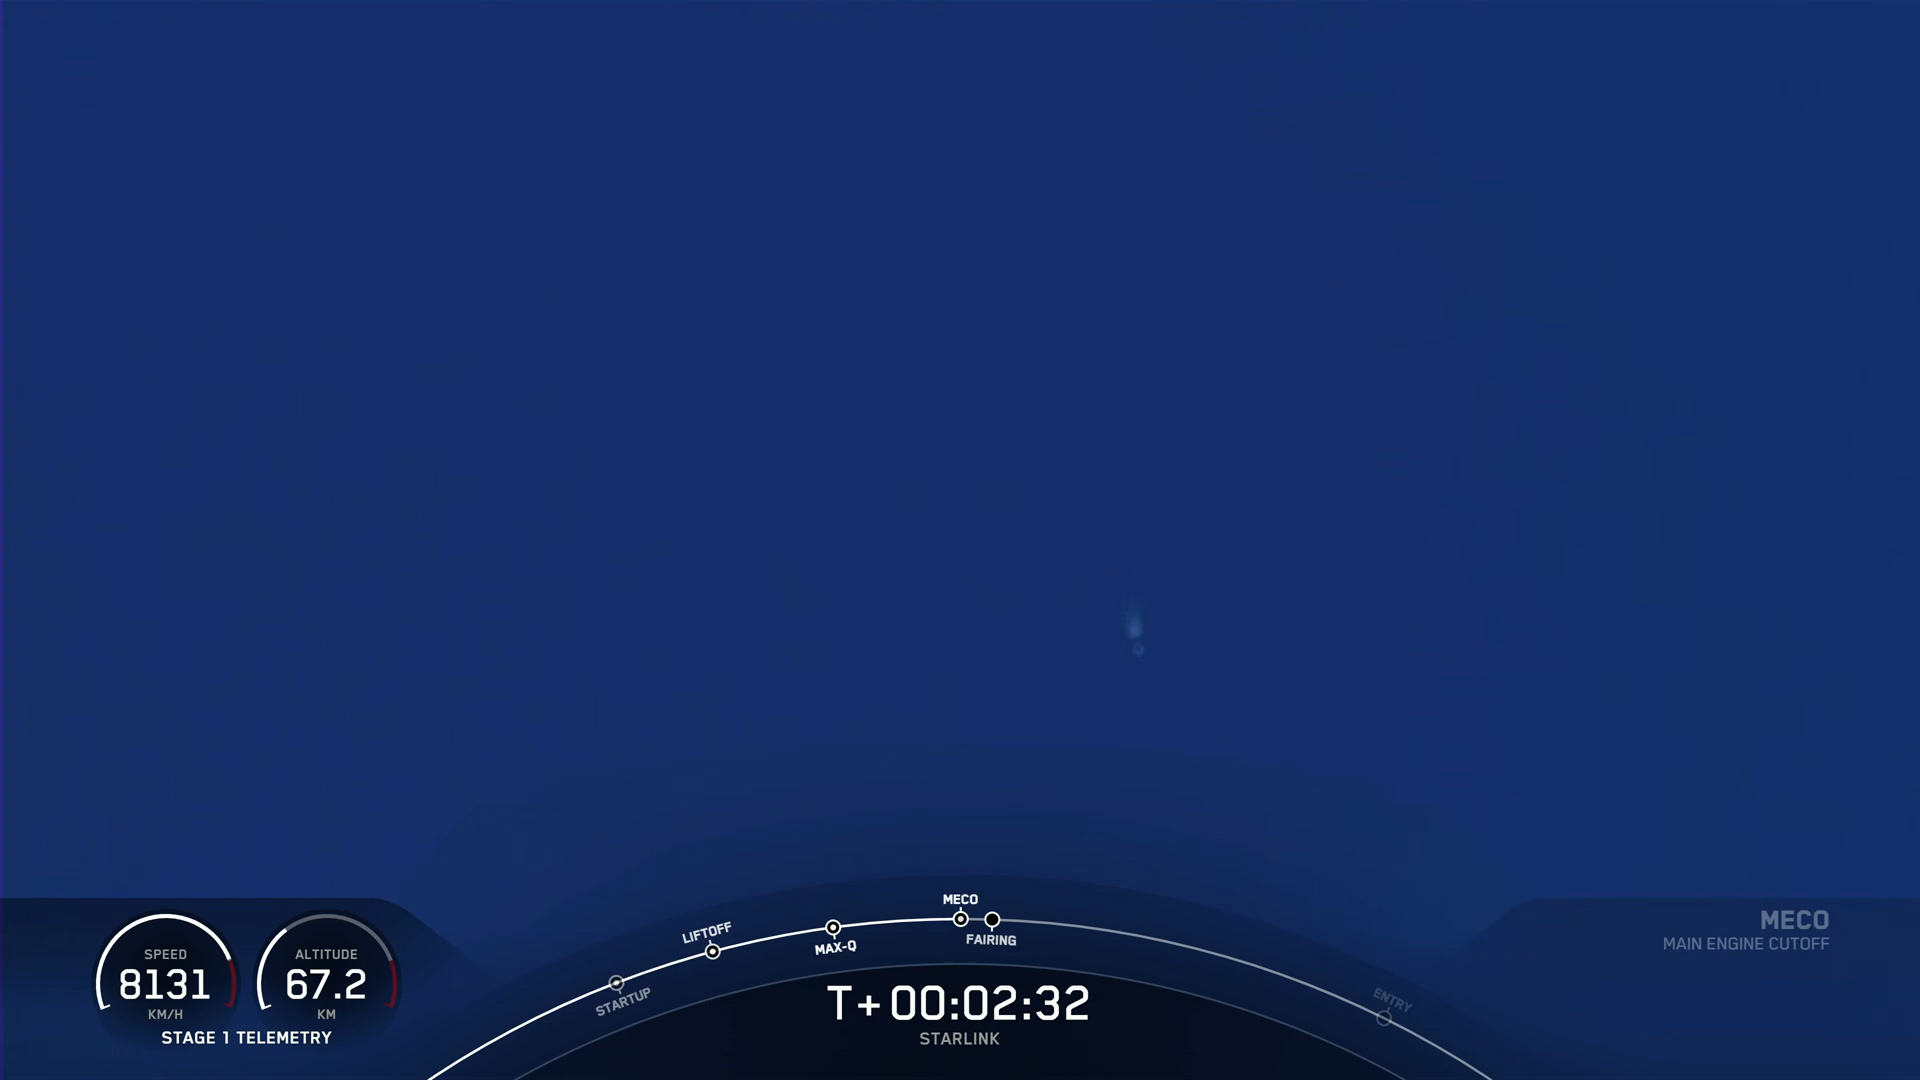 SPEED
8131
KM/H
ALTITUDE
67.2
KM
STAGE 1 TELEMETRY
STARTUP
LIFTOFF
MAX-Q
MECO
FAIRING
ENTRY
T+00:02:32
STARLINK
MECO
MAIN ENGINE CUTOFF